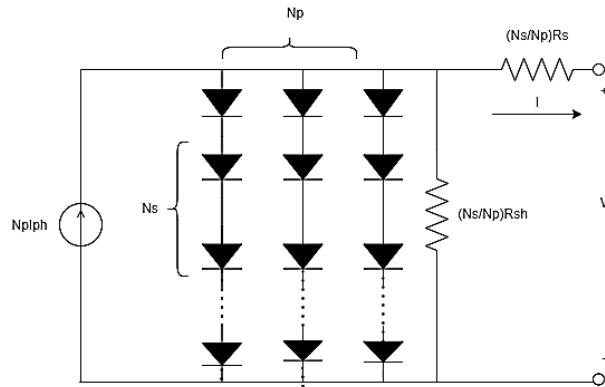 Np
(Ns/Np)Rs
+
I
Ns
NpIph
(Ns/Np)Rsh
V
-